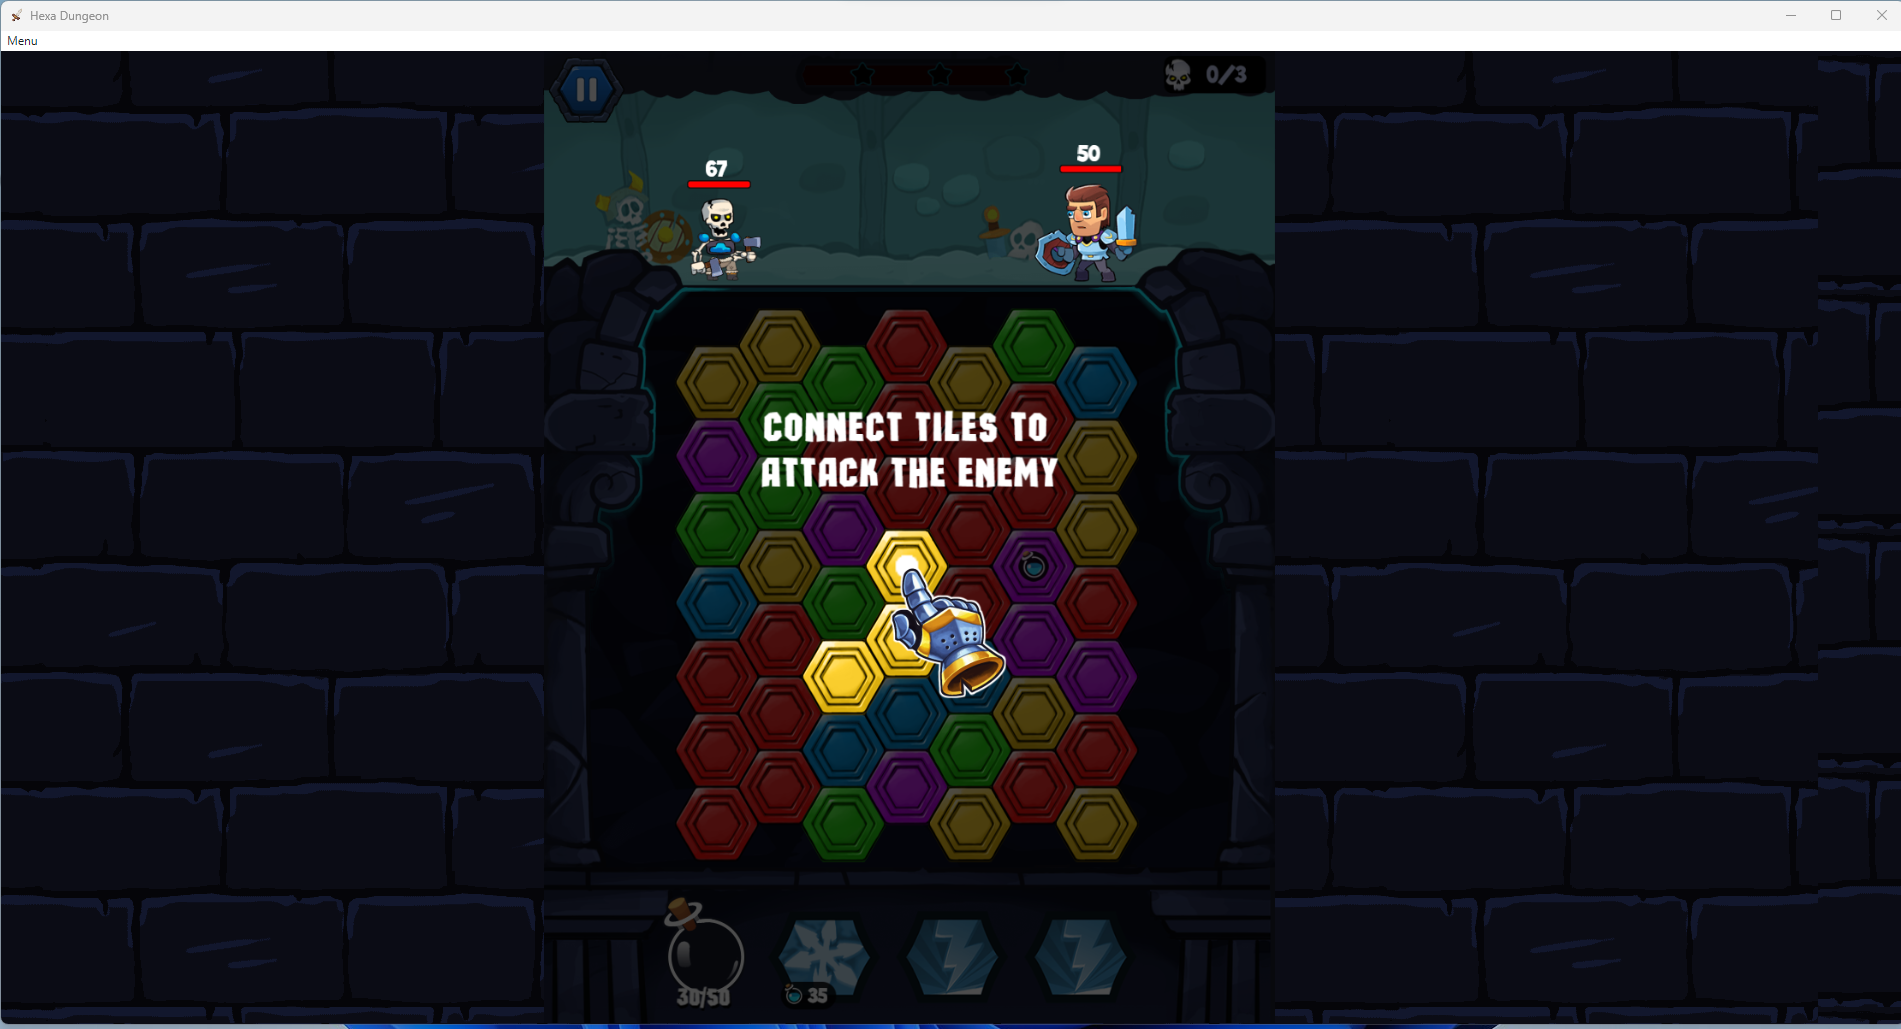 Hexa Dungeon
Menu
0/3
67
50
CONNECT TILES TO
ATTACK THE ENEMY
30/50
35